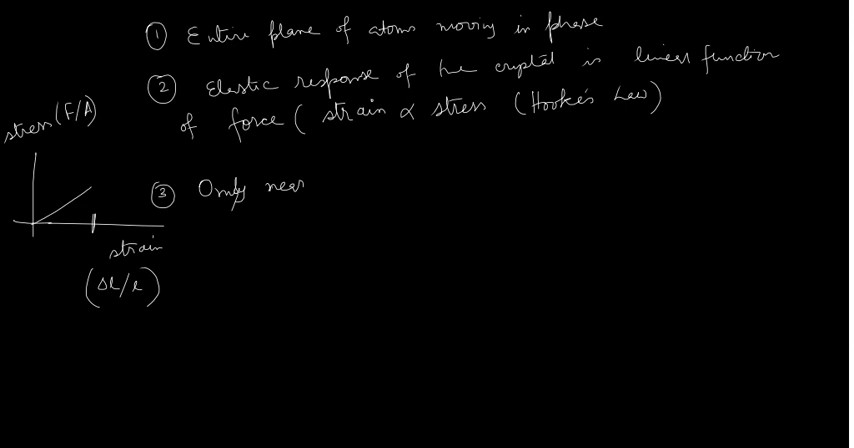 ① Entire plane of atoms moving in phase
② Elastic response of the crystal is linear function
of force ( strain ∝ stress (Hooke's Law)
stress (F/A)
③ Only near
strain
(Δl/l)